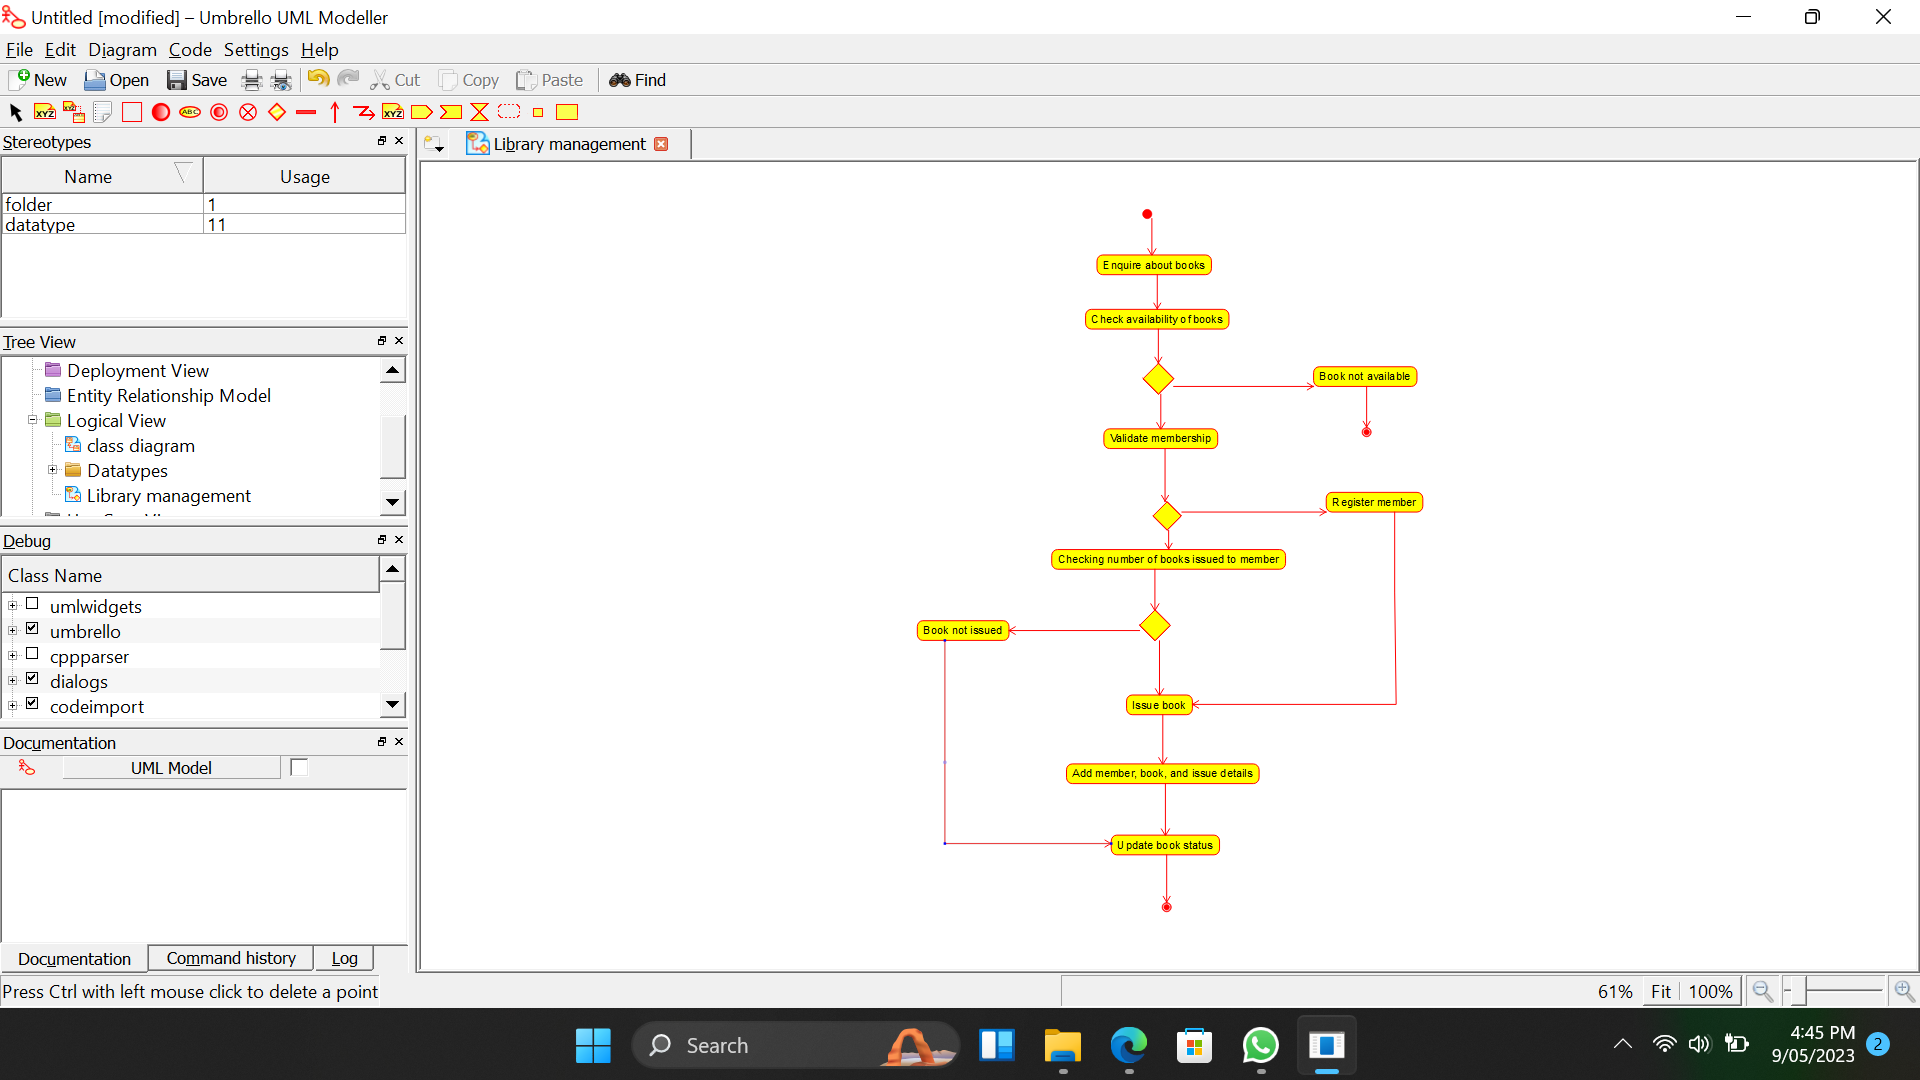 Untitled [modified] – Umbrello UML Modeller
File Edit Diagram Code Settings Help
New Open Save Cut Copy Paste Find
XYZ XYZ ABC XYZ
Stereotypes
Library management
Name Usage
folder 1
datatype 11
Tree View
Deployment View
Entity Relationship Model
Logical View
class diagram
Datatypes
Library management
Debug
Class Name
umlwidgets
umbrello
cppparser
dialogs
codeimport
Documentation
UML Model
Documentation Command history Log
Press Ctrl with left mouse click to delete a point
Enquire about books
Check availability of books
Book not available
Validate membership
Register member
Checking number of books issued to member
Book not issued
Issue book
Add member, book, and issue details
Update book status
61% Fit 100%
Search
4:45 PM
9/05/2023
2